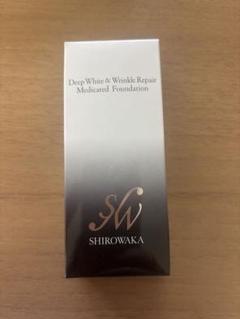 Deep White & Wrinkle Repair
Medicated Foundation
SW
SHIROWAKA